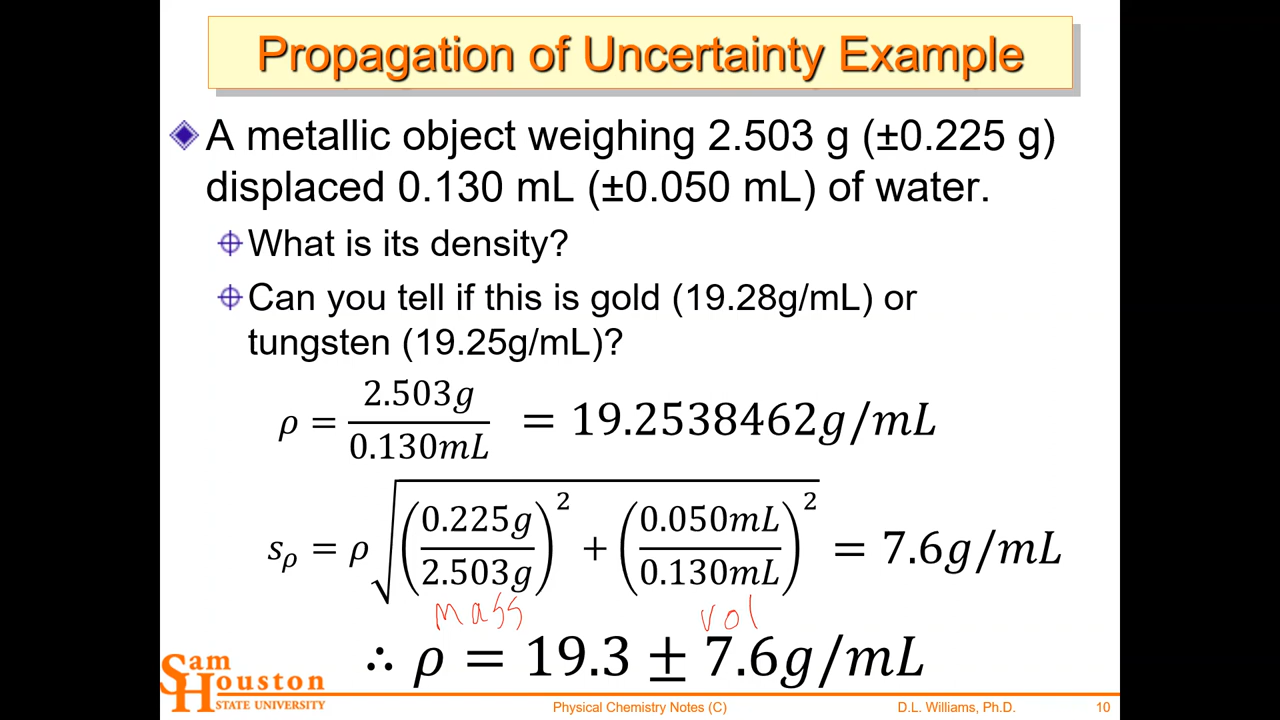 Propagation of Uncertainty Example
A metallic object weighing 2.503 g (±0.225 g)
displaced 0.130 mL (±0.050 mL) of water.
What is its density?
Can you tell if this is gold (19.28g/mL) or
tungsten (19.25g/mL)?
ρ = 2.503g / 0.130mL = 19.2538462g/mL
s_ρ = ρ √((0.225g / 2.503g)² + (0.050mL / 0.130mL)²) = 7.6g/mL
mass vol
∴ ρ = 19.3 ± 7.6g/mL
Sam
Houston
STATE UNIVERSITY
Physical Chemistry Notes (C) D.L. Williams, Ph.D. 10